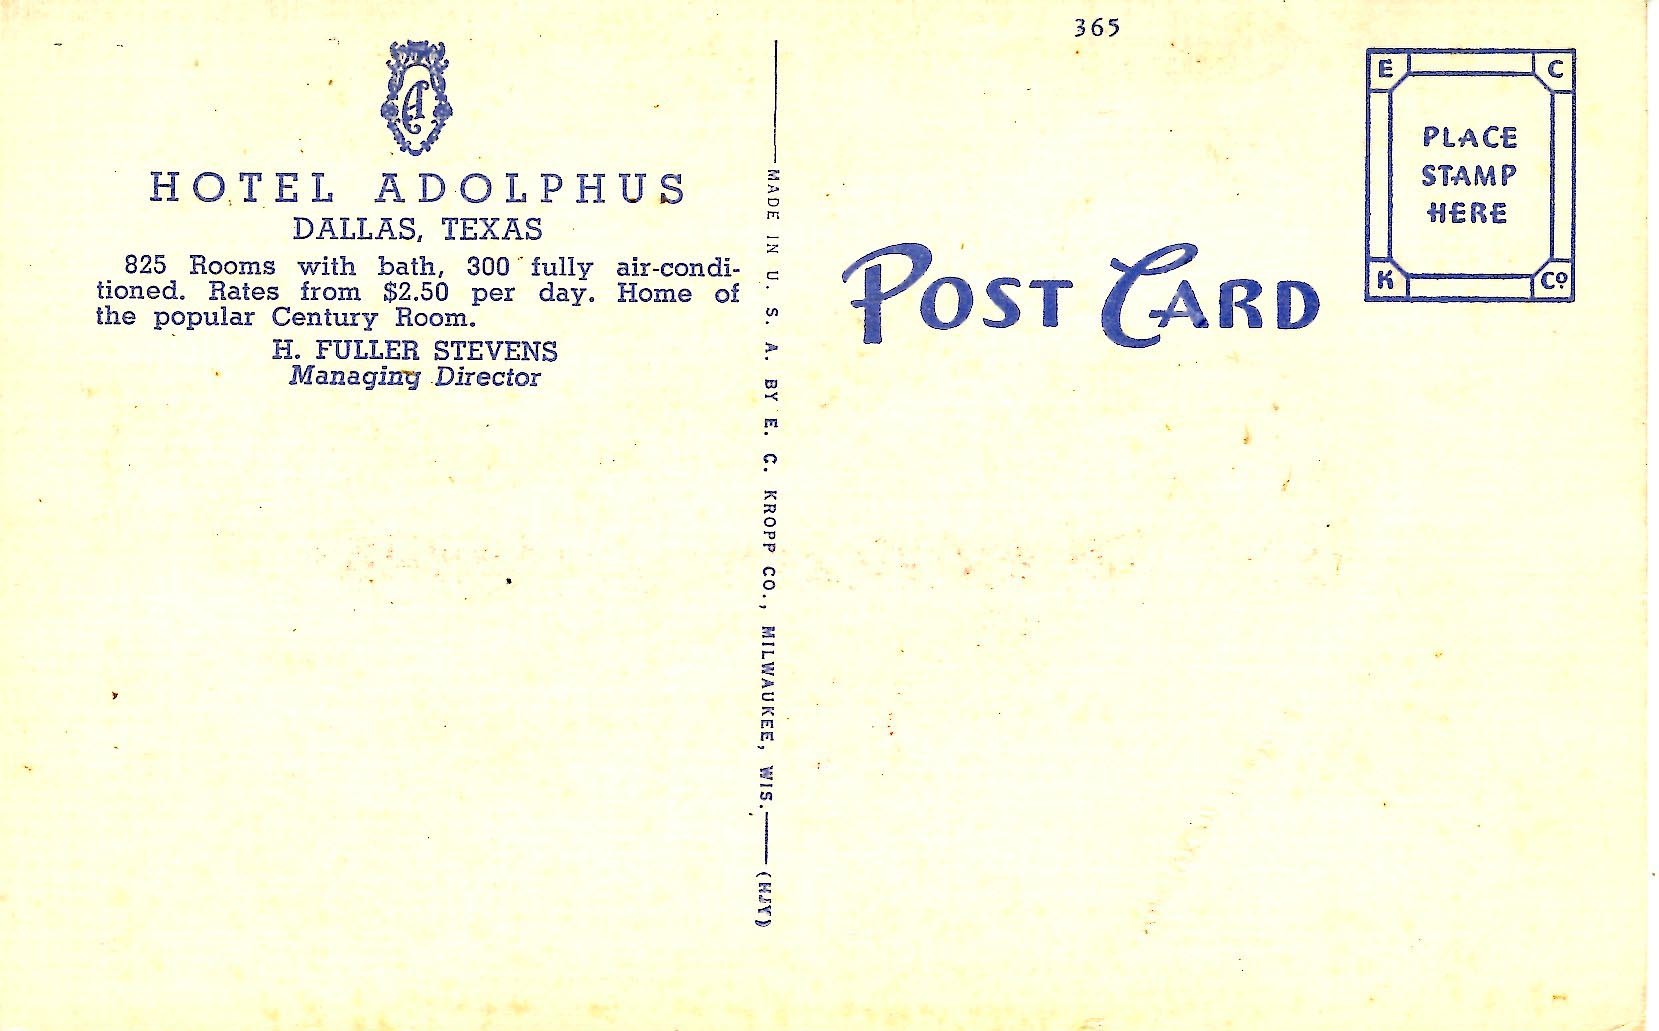 365
A
HOTEL ADOLPHUS
DALLAS, TEXAS
825 Rooms with bath, 300 fully air-condi-
tioned. Rates from $2.50 per day. Home of
the popular Century Room.
H. FULLER STEVENS
Managing Director
MADE IN U. S. A. BY E. C. KROPP CO., MILWAUKEE, WIS. (HJY)
POST CARD
E C
PLACE
STAMP
HERE
K Co